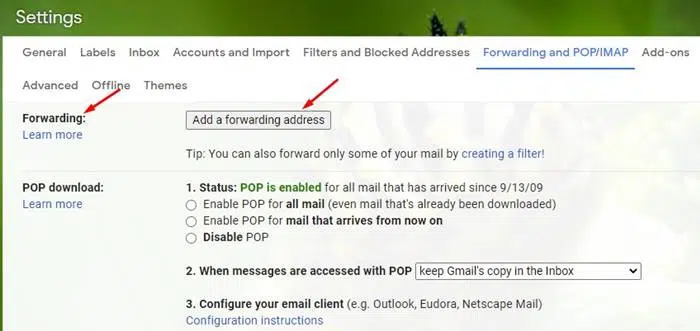 Settings
General Labels Inbox Accounts and Import Filters and Blocked Addresses Forwarding and POP/IMAP Add-ons
Advanced Offline Themes
Forwarding: Add a forwarding address
Learn more
Tip: You can also forward only some of your mail by creating a filter!
POP download: 1. Status: POP is enabled for all mail that has arrived since 9/13/09
Learn more Enable POP for all mail (even mail that's already been downloaded)
Enable POP for mail that arrives from now on
Disable POP
2. When messages are accessed with POP keep Gmail's copy in the Inbox
3. Configure your email client (e.g. Outlook, Eudora, Netscape Mail)
Configuration instructions